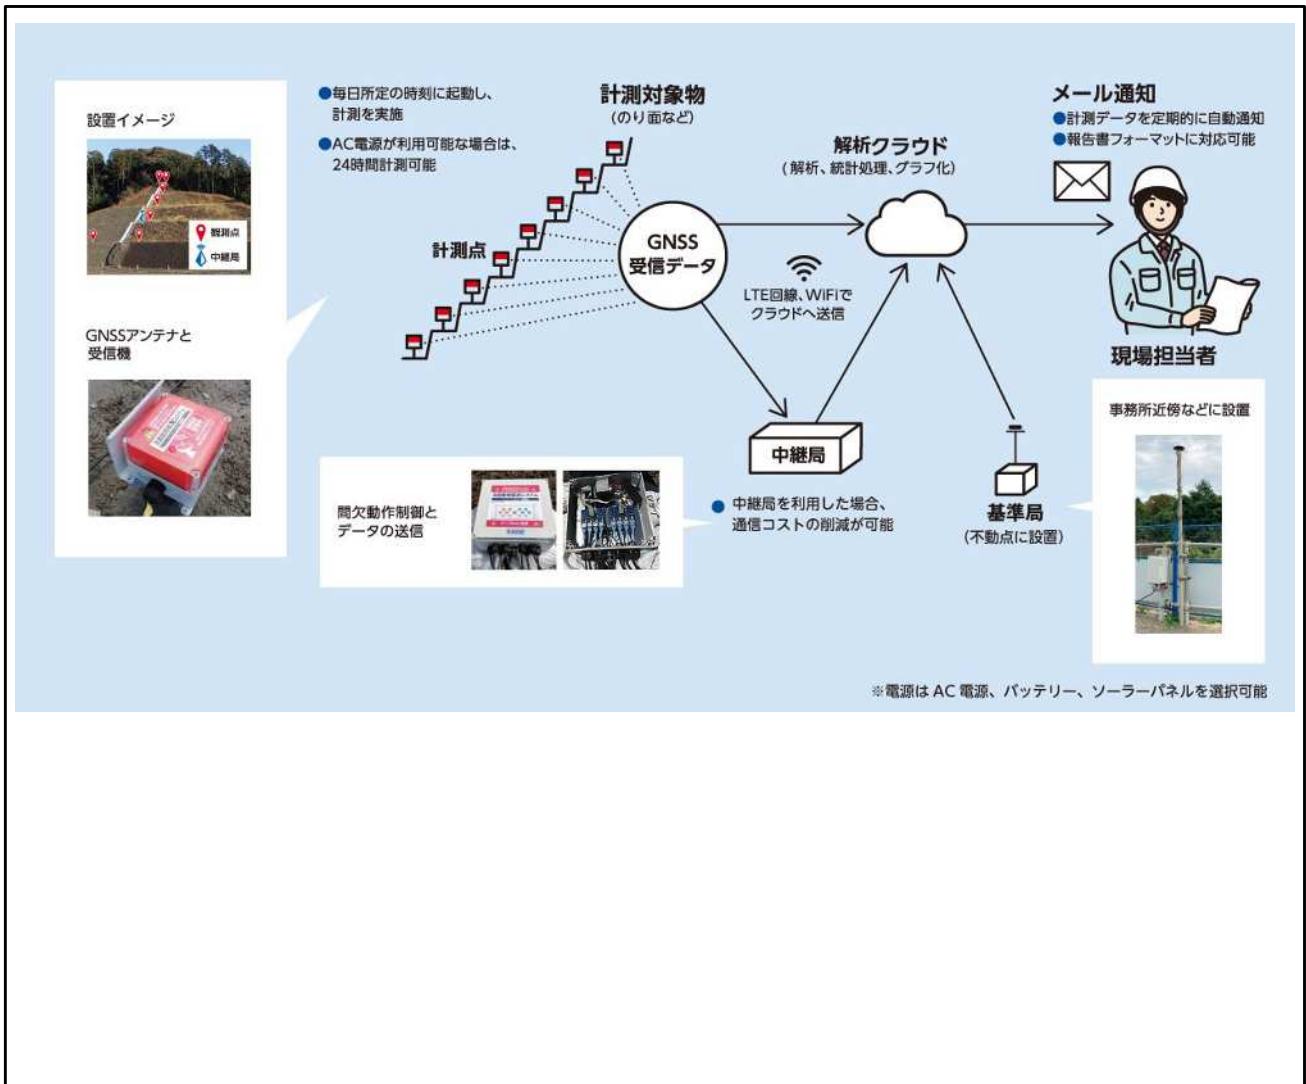 設置イメージ
観測点
中継局
GNSSアンテナと
受信機
●毎日所定の時刻に起動し、
計測を実施
●AC電源が利用可能な場合は、
24時間計測可能
計測対象物
(のり面など)
計測点
GNSS
受信データ
解析クラウド
(解析、統計処理、グラフ化)
LTE回線、WiFiで
クラウドへ送信
メール通知
●計測データを定期的に自動通知
●報告書フォーマットに対応可能
現場担当者
中継局
● 中継局を利用した場合、
通信コストの削減が可能
間欠動作制御と
データの送信
基準局
(不動点に設置)
事務所近傍などに設置
※電源は AC 電源、バッテリー、ソーラーパネルを選択可能